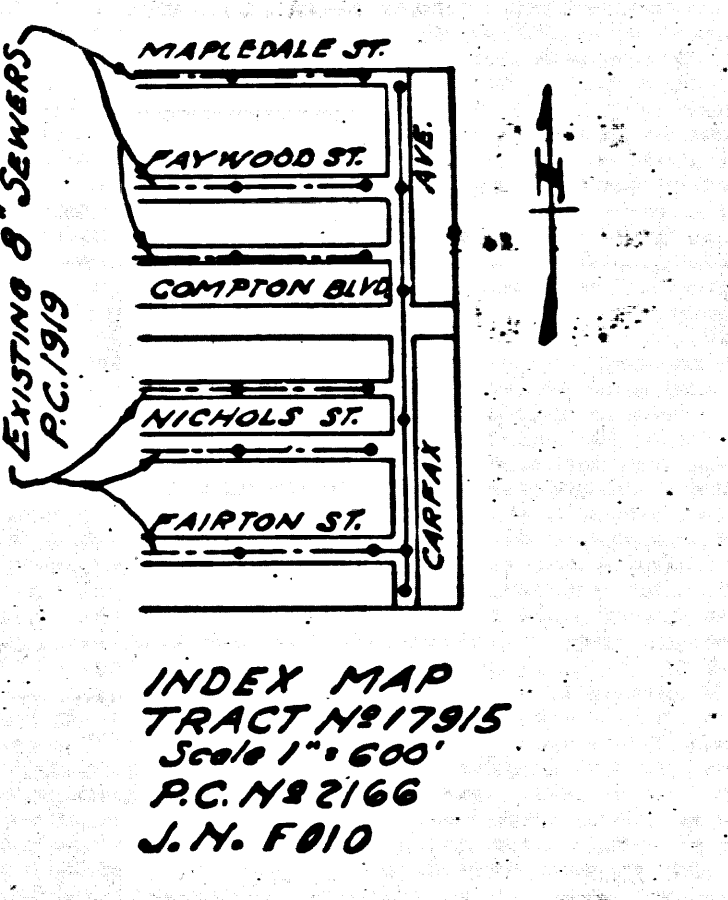 MAPLEDALE ST.
FAYWOOD ST.
AVE.
COMPTON BLVD.
EXISTING 8" SEWERS
P.C. 1919
NICHOLS ST.
CARFAX
FAIRTON ST.
N
INDEX MAP
TRACT Nº 17915
Scale 1" = 600'
P.C. Nº 2166
J.N. F010